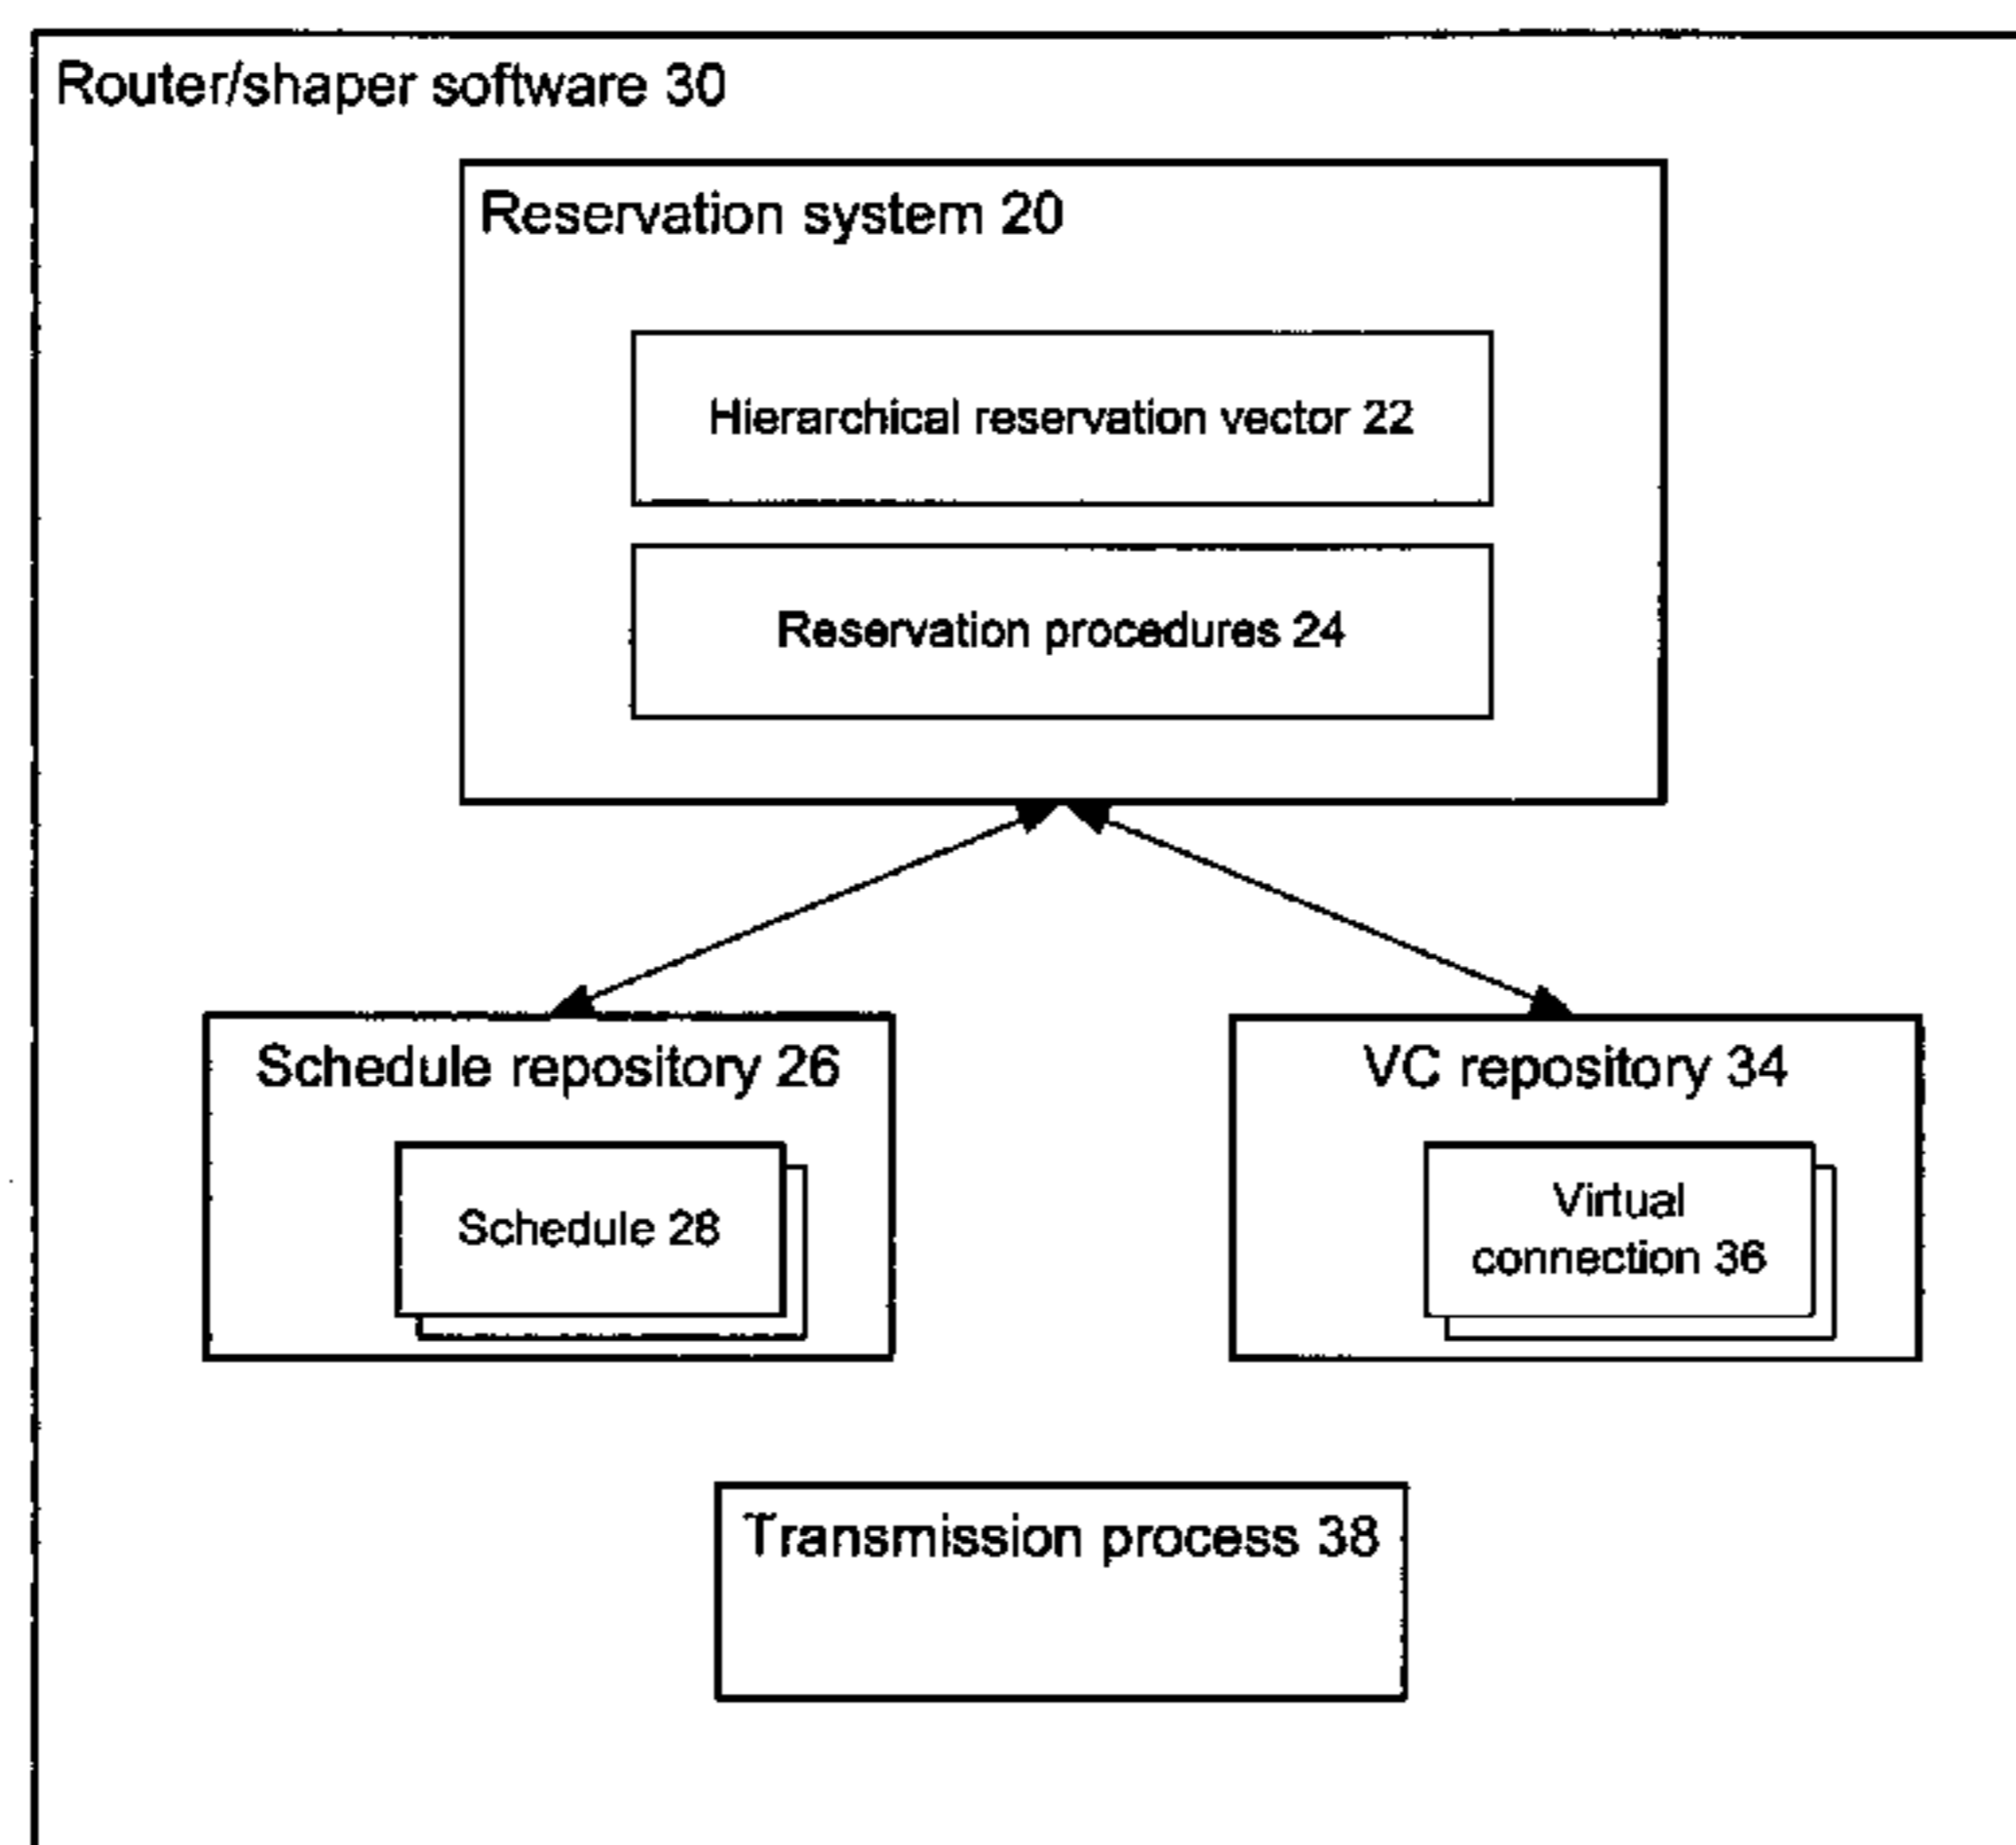 Router/shaper software 30
Reservation system 20
Hierarchical reservation vector 22
Reservation procedures 24
Schedule repository 26
Schedule 28
VC repository 34
Virtual
connection 36
Transmission process 38